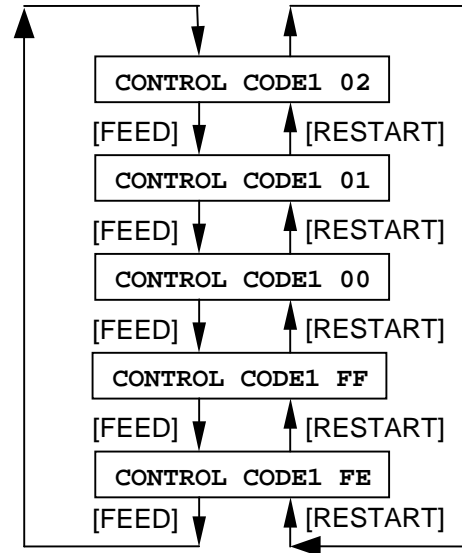 CONTROL CODE1 02
[FEED] [RESTART]
CONTROL CODE1 01
[FEED] [RESTART]
CONTROL CODE1 00
[FEED] [RESTART]
CONTROL CODE1 FF
[FEED] [RESTART]
CONTROL CODE1 FE
[FEED] [RESTART]